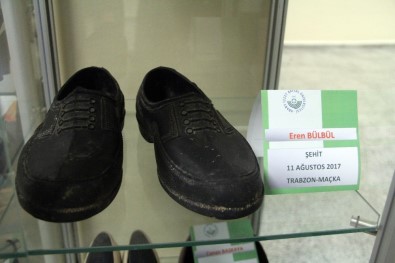 Eren BÜLBÜL
ŞEHİT
11 AĞUSTOS 2017
TRABZON-MAÇKA